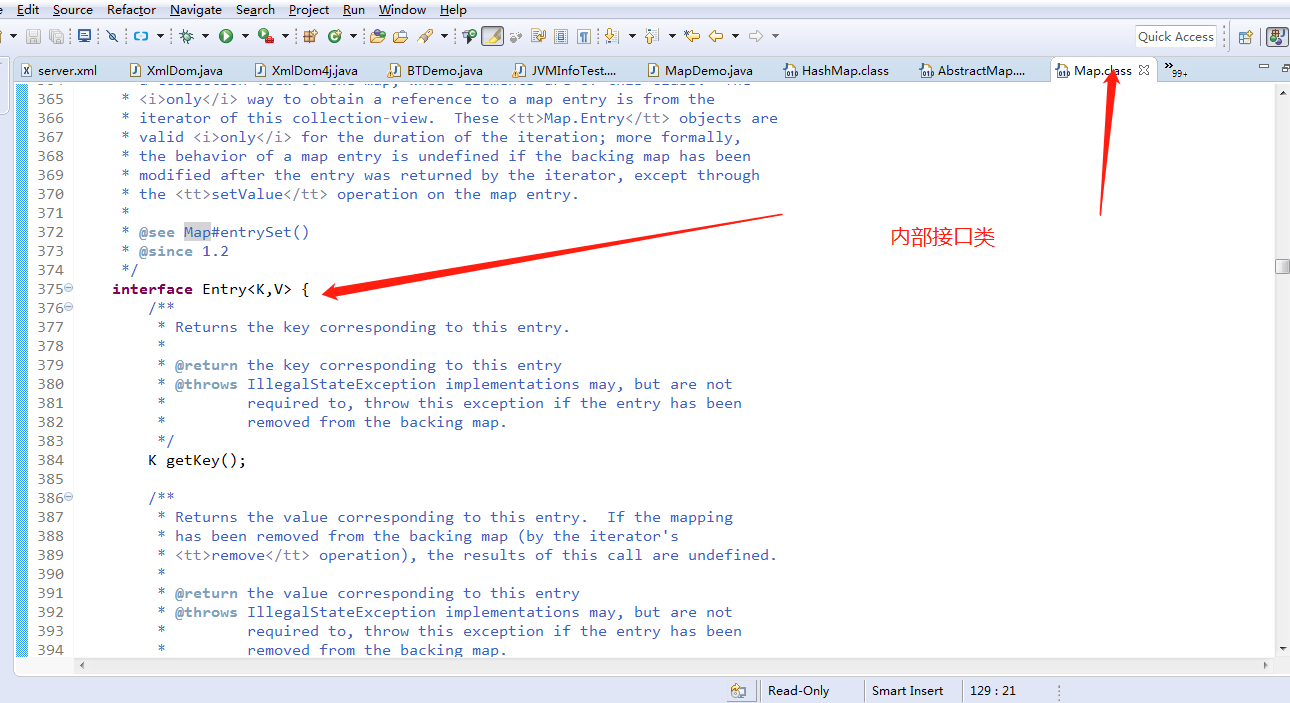 Edit Source Refactor Navigate Search Project Run Window Help
Quick Access
server.xml XmlDom.java XmlDom4j.java BTDemo.java JVMInfoTest.... MapDemo.java HashMap.class AbstractMap.... Map.class »99+
365 * <i>only</i> way to obtain a reference to a map entry is from the
366 * iterator of this collection-view.  These <tt>Map.Entry</tt> objects are
367 * valid <i>only</i> for the duration of the iteration; more formally,
368 * the behavior of a map entry is undefined if the backing map has been
369 * modified after the entry was returned by the iterator, except through
370 * the <tt>setValue</tt> operation on the map entry.
371 *
372 * @see Map#entrySet()
373 * @since 1.2
内部接口类
374 */
375 interface Entry<K,V> {
376 /**
377 * Returns the key corresponding to this entry.
378 *
379 * @return the key corresponding to this entry
380 * @throws IllegalStateException implementations may, but are not
381 *         required to, throw this exception if the entry has been
382 *         removed from the backing map.
383 */
384 K getKey();
385
386 /**
387 * Returns the value corresponding to this entry.  If the mapping
388 * has been removed from the backing map (by the iterator's
389 * <tt>remove</tt> operation), the results of this call are undefined.
390 *
391 * @return the value corresponding to this entry
392 * @throws IllegalStateException implementations may, but are not
393 *         required to, throw this exception if the entry has been
394 *         removed from the backing map.
Read-Only Smart Insert 129 : 21